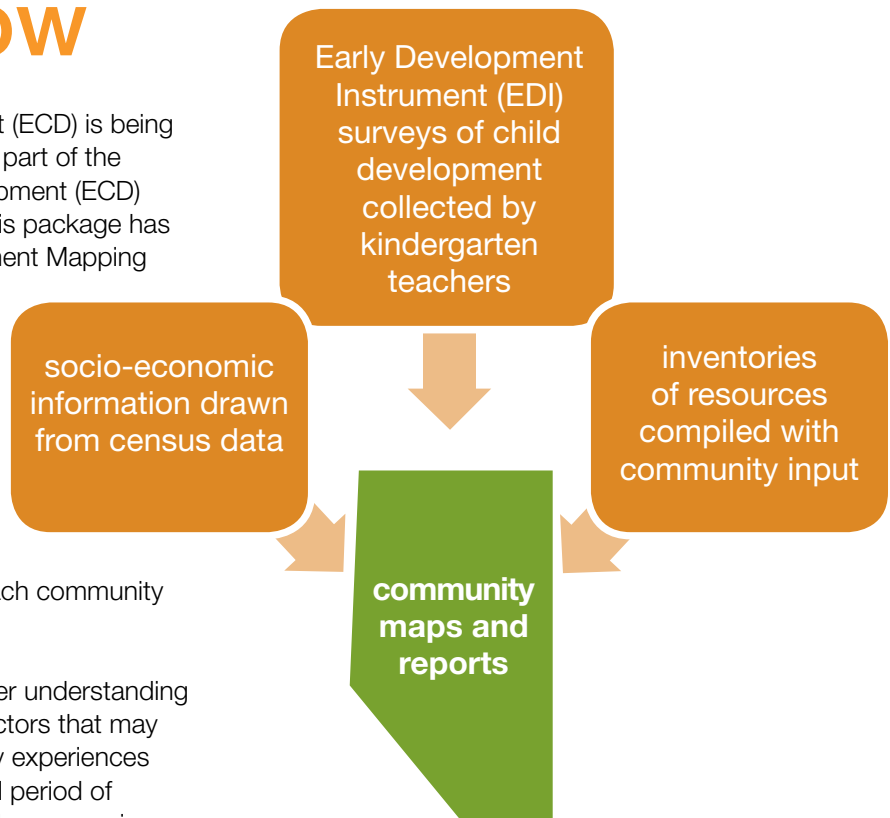 ow
t (ECD) is being
part of the
opment (ECD)
is package has
ment Mapping
Early Development
Instrument (EDI)
surveys of child
development
collected by
kindergarten
teachers
socio-economic
information drawn
from census data
inventories
of resources
compiled with
community input
community
maps and
reports
ach community
er understanding
ctors that may
y experiences
l period of